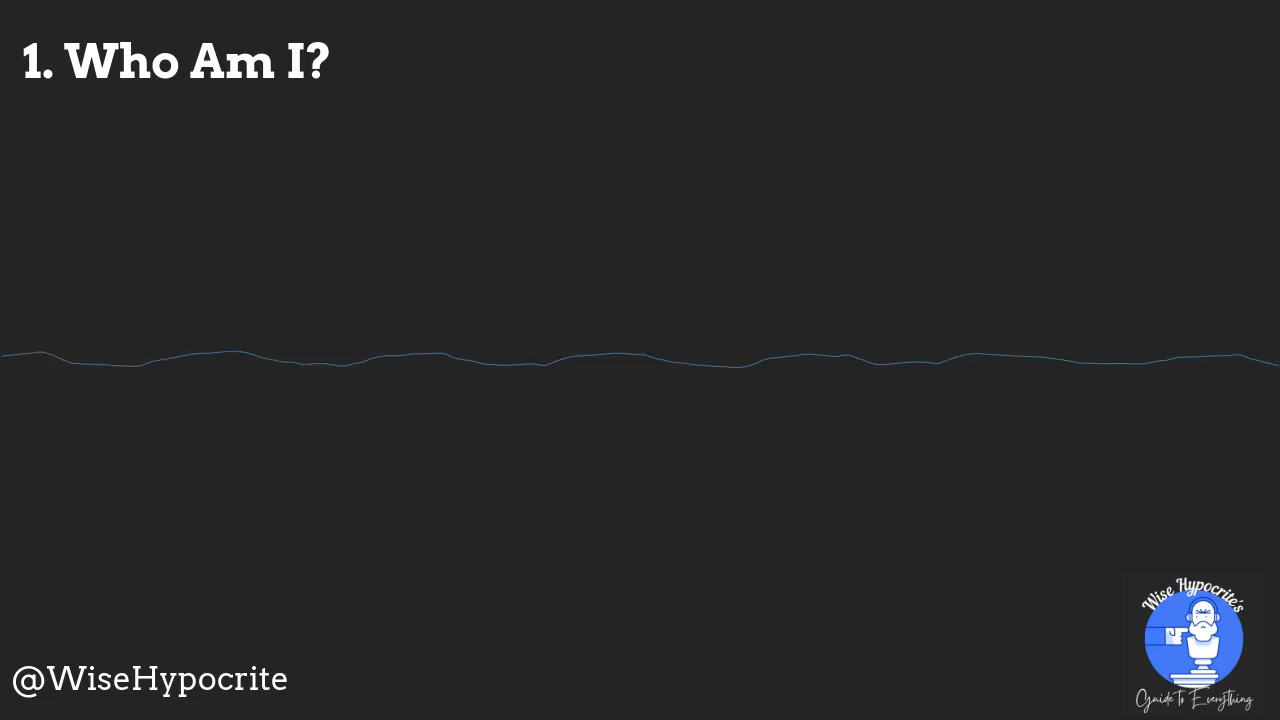 1. Who Am I?
@WiseHypocrite
Wise Hypocrite's
Guide To Everything